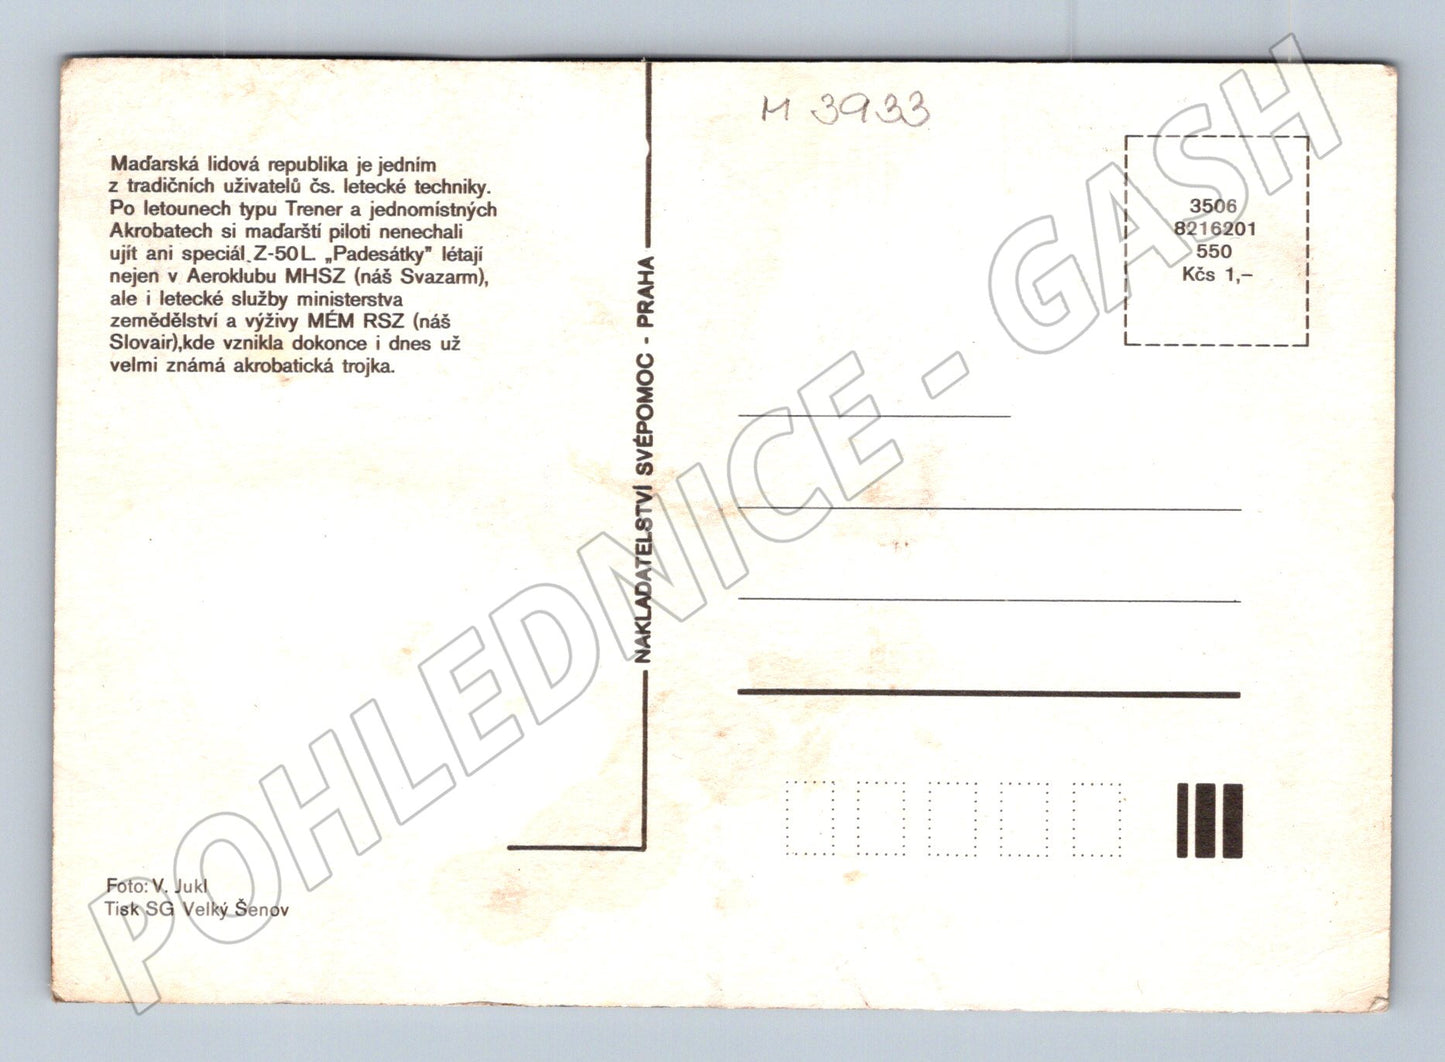 M 3933
Maďarská lidová republika je jedním
z tradičních uživatelů čs. letecké techniky.
Po letounech typu Trener a jednomístných
Akrobatech si maďarští piloti nenechali
ujít ani speciál Z-50L. „Padesátky" létají
nejen v Aeroklubu MHSZ (náš Svazarm),
ale i letecké služby ministerstva
zemědělství a výživy MÉM RSZ (náš
Slovair),kde vznikla dokonce i dnes už
velmi známá akrobatická trojka.
Foto: V. Jukl
Tisk SG Velký Šenov
NAKLADATELSTVÍ SVÉPOMOC - PRAHA
3506
8216201
550
Kčs 1,–
POHLEDNICE - GASH